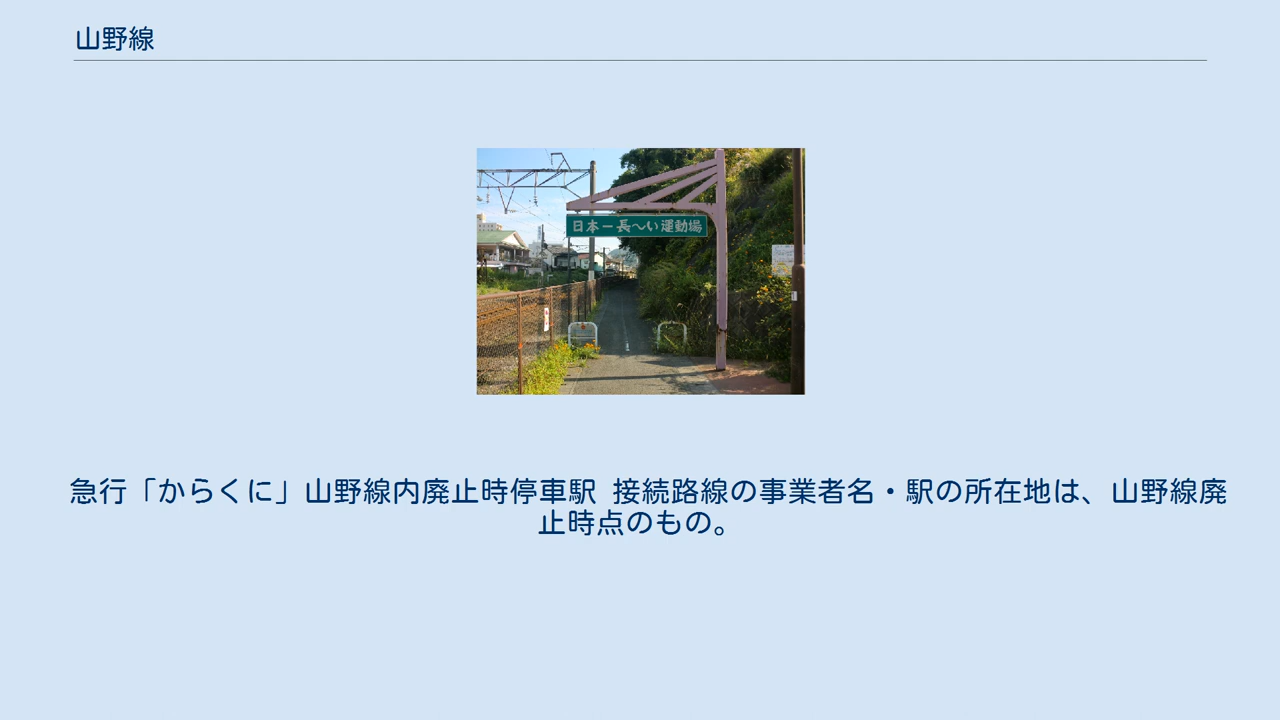 山野線
日本一長～い運動場
急行「からくに」山野線内廃止時停車駅 接続路線の事業者名・駅の所在地は、山野線廃
止時点のもの。